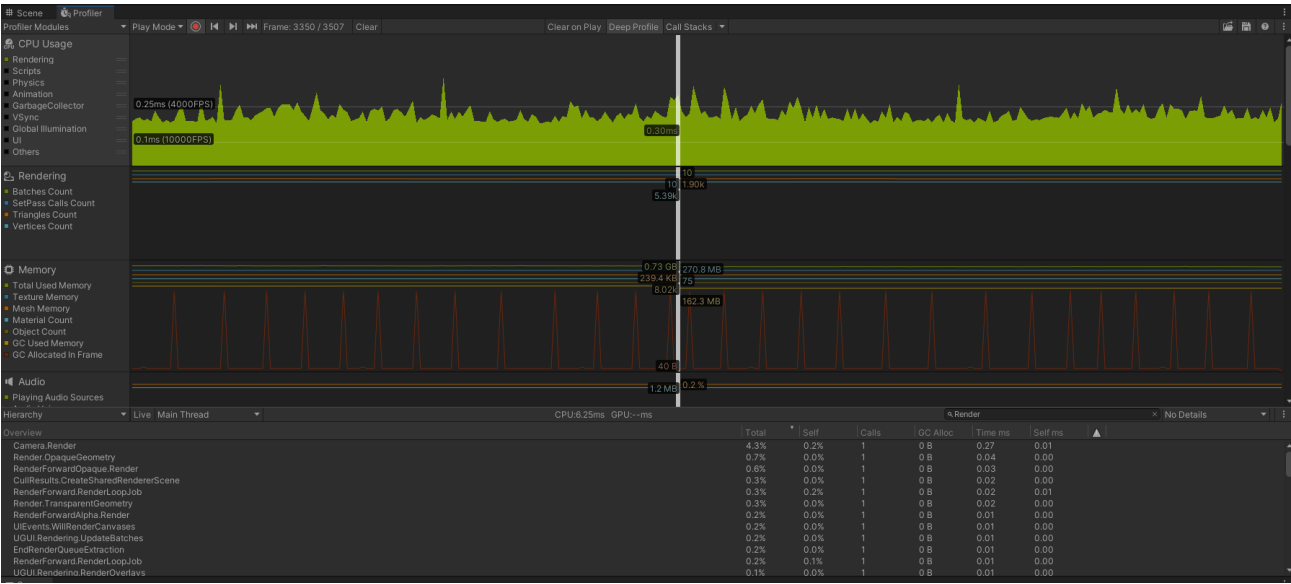 Scene Profiler
Profiler Modules Play Mode Frame: 3350 / 3507 Clear Clear on Play Deep Profile Call Stacks
CPU Usage
Rendering
Scripts
Physics
Animation
GarbageCollector
VSync
Global Illumination
UI
Others
0.25ms (4000FPS)
0.1ms (10000FPS)
0.30ms
Rendering
Batches Count
SetPass Calls Count
Triangles Count
Vertices Count
10
10 1.90k
5.39k
Memory
Total Used Memory
Texture Memory
Mesh Memory
Material Count
Object Count
GC Used Memory
GC Allocated In Frame
0.73 GB 270.8 MB
239.4 KB 75
8.02k
162.3 MB
40 B
Audio
Playing Audio Sources
1.2 MB 0.2 %
Hierarchy Live Main Thread CPU:6.25ms GPU:--ms Render No Details
Overview Total Self Calls GC Alloc Time ms Self ms
Camera.Render 4.3% 0.2% 1 0 B 0.27 0.01
Render.OpaqueGeometry 0.7% 0.0% 1 0 B 0.04 0.00
RenderForwardOpaque.Render 0.6% 0.0% 1 0 B 0.03 0.00
CullResults.CreateSharedRendererScene 0.3% 0.0% 1 0 B 0.02 0.00
RenderForward.RenderLoopJob 0.3% 0.2% 1 0 B 0.02 0.01
Render.TransparentGeometry 0.3% 0.0% 1 0 B 0.02 0.00
RenderForwardAlpha.Render 0.2% 0.0% 1 0 B 0.01 0.00
UIEvents.WillRenderCanvases 0.2% 0.0% 1 0 B 0.01 0.00
UGUI.Rendering.UpdateBatches 0.2% 0.0% 1 0 B 0.01 0.00
EndRenderQueueExtraction 0.2% 0.0% 1 0 B 0.01 0.00
RenderForward.RenderLoopJob 0.2% 0.1% 1 0 B 0.01 0.00
UGUI.Rendering.RenderOverlays 0.1% 0.0% 1 0 B 0.01 0.00